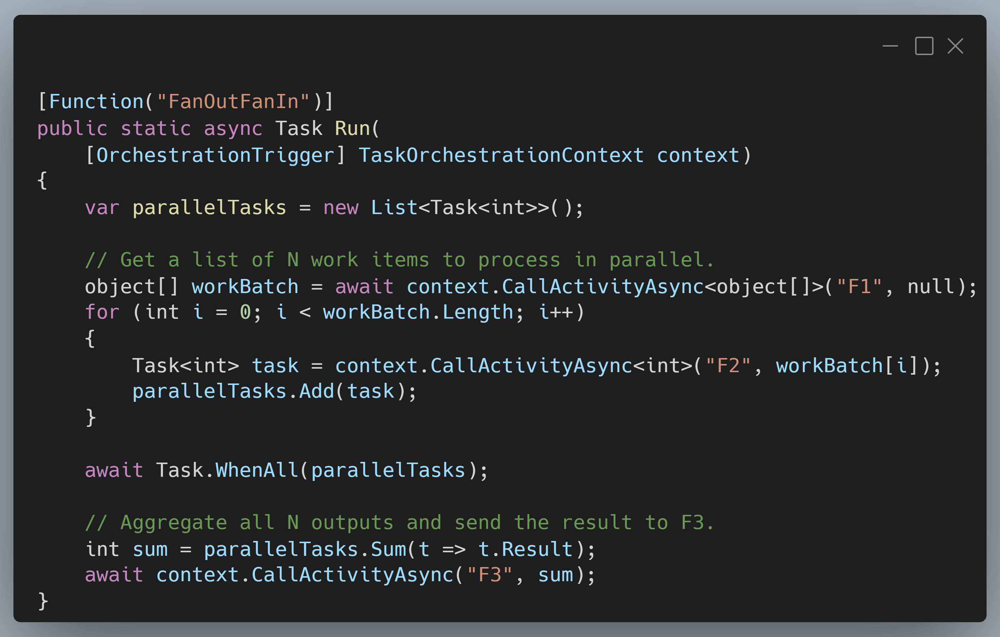 [Function("FanOutFanIn")]
public static async Task Run(
    [OrchestrationTrigger] TaskOrchestrationContext context)
{
    var parallelTasks = new List<Task<int>>();

    // Get a list of N work items to process in parallel.
    object[] workBatch = await context.CallActivityAsync<object[]>("F1", null);
    for (int i = 0; i < workBatch.Length; i++)
    {
        Task<int> task = context.CallActivityAsync<int>("F2", workBatch[i]);
        parallelTasks.Add(task);
    }

    await Task.WhenAll(parallelTasks);

    // Aggregate all N outputs and send the result to F3.
    int sum = parallelTasks.Sum(t => t.Result);
    await context.CallActivityAsync("F3", sum);
}